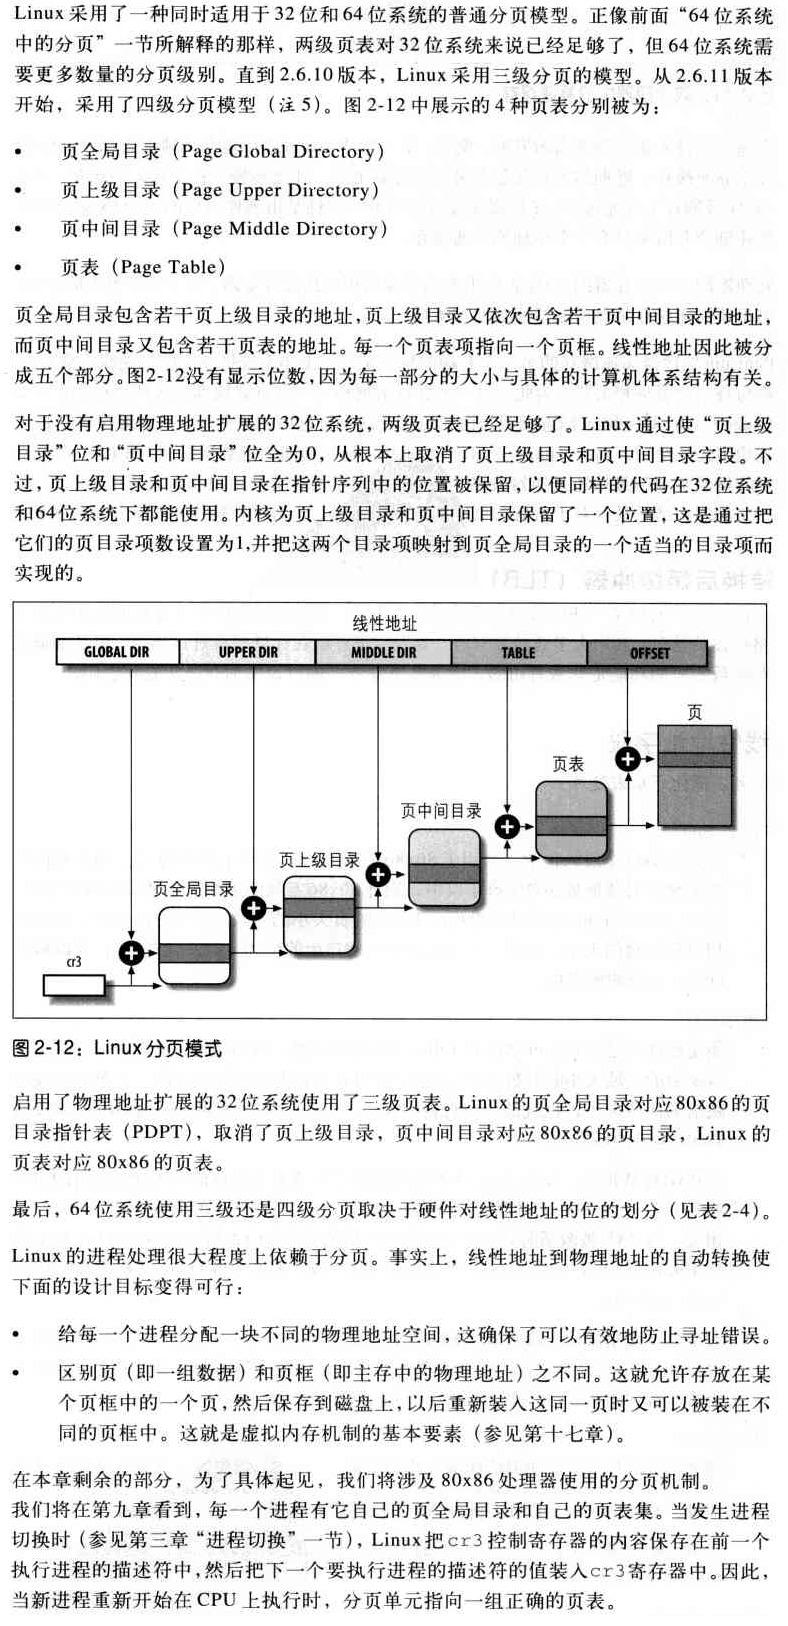 Linux 采用了一种同时适用于 32 位和 64 位系统的普通分页模型。正像前面“64 位系统
中的分页”一节所解释的那样，两级页表对 32 位系统来说已经足够了，但 64 位系统需
要更多数量的分页级别。直到 2.6.10 版本，Linux 采用三级分页的模型。从 2.6.11 版本
开始，采用了四级分页模型（注 5）。图 2-12 中展示的 4 种页表分别被为：
• 页全局目录（Page Global Directory）
• 页上级目录（Page Upper Directory）
• 页中间目录（Page Middle Directory）
• 页表（Page Table）
页全局目录包含若干页上级目录的地址，页上级目录又依次包含若干页中间目录的地址，
而页中间目录又包含若干页表的地址。每一个页表项指向一个页框。线性地址因此被分
成五个部分。图2-12没有显示位数，因为每一部分的大小与具体的计算机体系结构有关。
对于没有启用物理地址扩展的 32 位系统，两级页表已经足够了。Linux 通过使“页上级
目录”位和“页中间目录”位全为0，从根本上取消了页上级目录和页中间目录字段。不
过，页上级目录和页中间目录在指针序列中的位置被保留，以便同样的代码在32位系统
和64位系统下都能使用。内核为页上级目录和页中间目录保留了一个位置，这是通过把
它们的页目录项数设置为1，并把这两个目录项映射到页全局目录的一个适当的目录项而
实现的。
线性地址
GLOBAL DIR UPPER DIR MIDDLE DIR TABLE OFFSET
页
页表
页中间目录
页上级目录
页全局目录
cr3
图 2-12：Linux 分页模式
启用了物理地址扩展的 32 位系统使用了三级页表。Linux 的页全局目录对应 80x86 的页
目录指针表（PDPT），取消了页上级目录，页中间目录对应 80x86 的页目录，Linux 的
页表对应 80x86 的页表。
最后，64 位系统使用三级还是四级分页取决于硬件对线性地址的位的划分（见表 2-4）。
Linux 的进程处理很大程度上依赖于分页。事实上，线性地址到物理地址的自动转换使
下面的设计目标变得可行：
• 给每一个进程分配一块不同的物理地址空间，这确保了可以有效地防止寻址错误。
• 区别页（即一组数据）和页框（即主存中的物理地址）之不同。这就允许存放在某
个页框中的一个页，然后保存到磁盘上，以后重新装入这同一页时又可以被装在不
同的页框中。这就是虚拟内存机制的基本要素（参见第十七章）。
在本章剩余的部分，为了具体起见，我们将涉及 80x86 处理器使用的分页机制。
我们将在第九章看到，每一个进程有它自己的页全局目录和自己的页表集。当发生进程
切换时（参见第三章“进程切换”一节），Linux 把 cr3 控制寄存器的内容保存在前一个
执行进程的描述符中，然后把下一个要执行进程的描述符的值装入cr3寄存器中。因此，
当新进程重新开始在 CPU 上执行时，分页单元指向一组正确的页表。